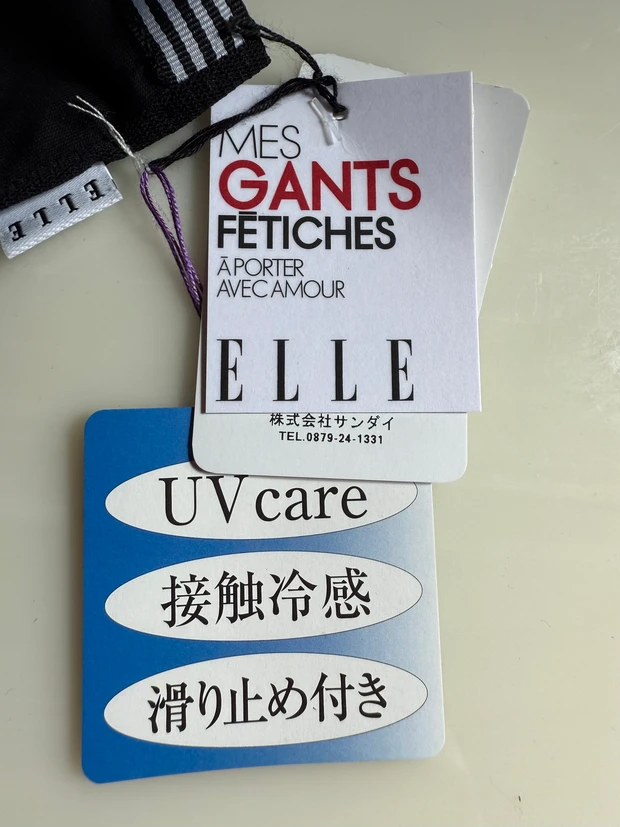 MES
GANTS
FĒTICHES
Ā PORTER
AVEC AMOUR
ELLE
ELLE
株式会社サンダイ
TEL.0879-24-1331
UV care
接触冷感
滑り止め付き